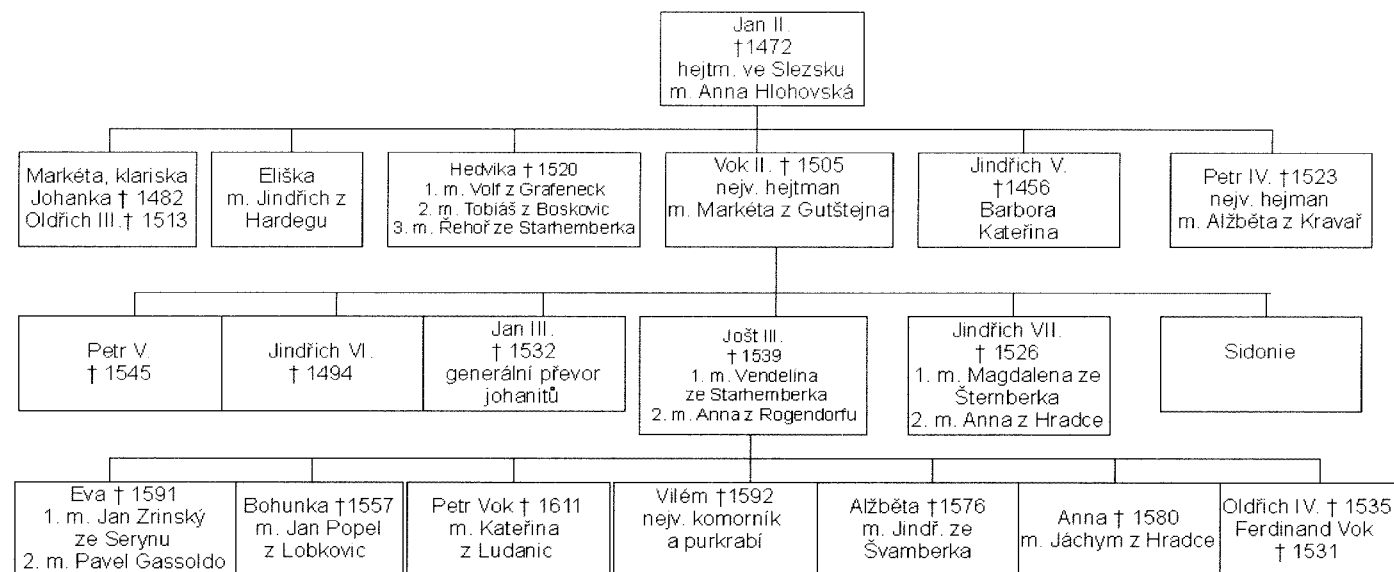 Jan II.
†1472
hejtm. ve Slezsku
m. Anna Hlohovská
Markéta, klariska
Johanka † 1482
Oldřich III.† 1513
Eliška
m. Jindřich z
Hardegu
Hedvika † 1520
1. m. Volf z Grafeneck
2. m. Tobiáš z Boskovic
3. m. Řehoř ze Starhemberka
Vok II. † 1505
nejv. hejtman
m. Markéta z Gutštejna
Jindřich V.
†1456
Barbora
Kateřina
Petr IV. †1523
nejv. hejman
m. Alžběta z Kravař
Petr V.
† 1545
Jindřich VI.
† 1494
Jan III.
† 1532
generální převor
johanitů
Jošt III.
† 1539
1. m. Vendelina
ze Starhemberka
2. m. Anna z Rogendorfu
Jindřich VII.
† 1526
1. m. Magdalena ze
Šternberka
2. m. Anna z Hradce
Sidonie
Eva † 1591
1. m. Jan Zrinský
ze Serynu
2. m. Pavel Gassoldo
Bohunka †1557
m. Jan Popel
z Lobkovic
Petr Vok † 1611
m. Kateřina
z Ludanic
Vilém †1592
nejv. komorník
a purkrabí
Alžběta †1576
m. Jindř. ze
Švamberka
Anna † 1580
m. Jáchym z Hradce
Oldřich IV. † 1535
Ferdinand Vok
† 1531